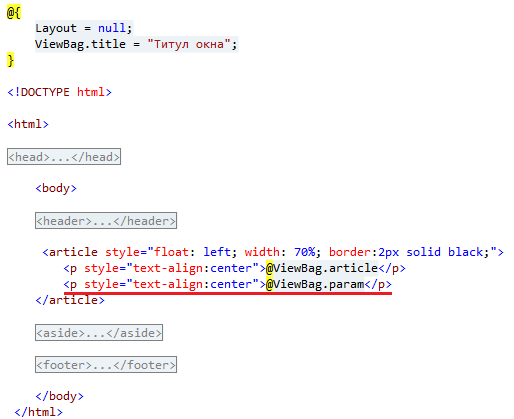 @{
    Layout = null;
    ViewBag.title = "Титул окна";
}
<!DOCTYPE html>
<html>
<head>...</head>
    <body>
    <header>...</header>
     <article style="float: left; width: 70%; border:2px solid black;">
        <p style="text-align:center">@ViewBag.article</p>
        <p style="text-align:center">@ViewBag.param</p>
    </article>
    <aside>...</aside>
    <footer>...</footer>
    </body>
 </html>